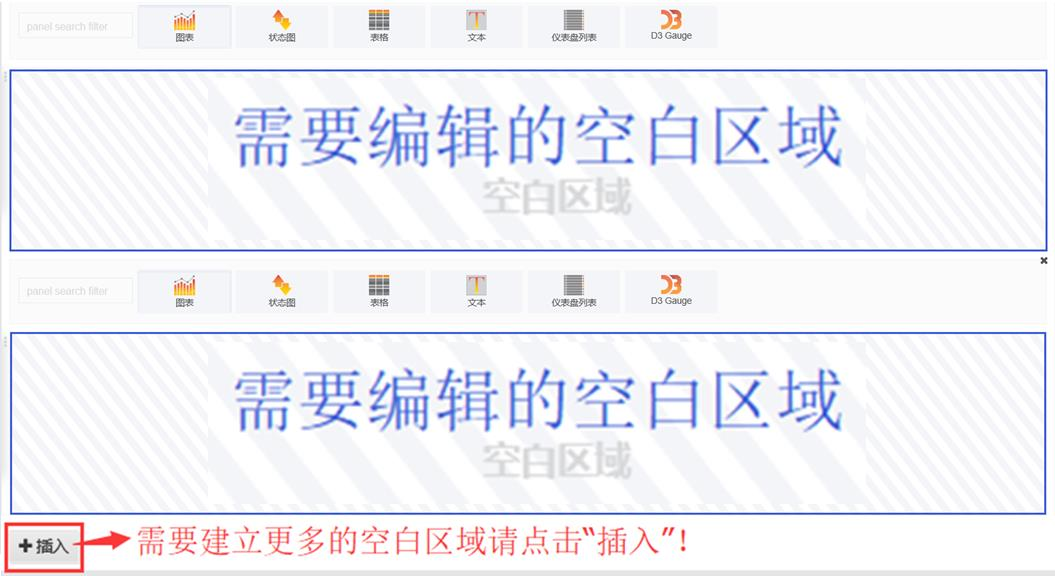 panel search filter 图表 状态图 表格 文本 仪表盘列表 D3 Gauge
需要编辑的空白区域
空白区域
panel search filter 图表 状态图 表格 文本 仪表盘列表 D3 Gauge
需要编辑的空白区域
空白区域
+插入 需要建立更多的空白区域请点击“插入”!